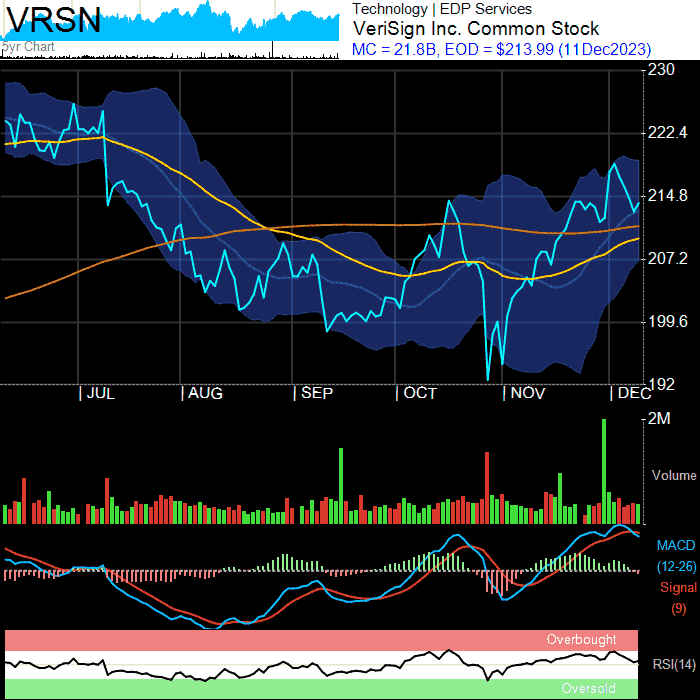 VRSN
5yr Chart
Technology | EDP Services
VeriSign Inc. Common Stock
MC = 21.8B, EOD = $213.99 (11Dec2023)
230
222.4
214.8
207.2
199.6
192
JUL
AUG
SEP
OCT
NOV
DEC
2M
Volume
MACD
(12-26)
Signal
(9)
Overbought
RSI(14)
Oversold